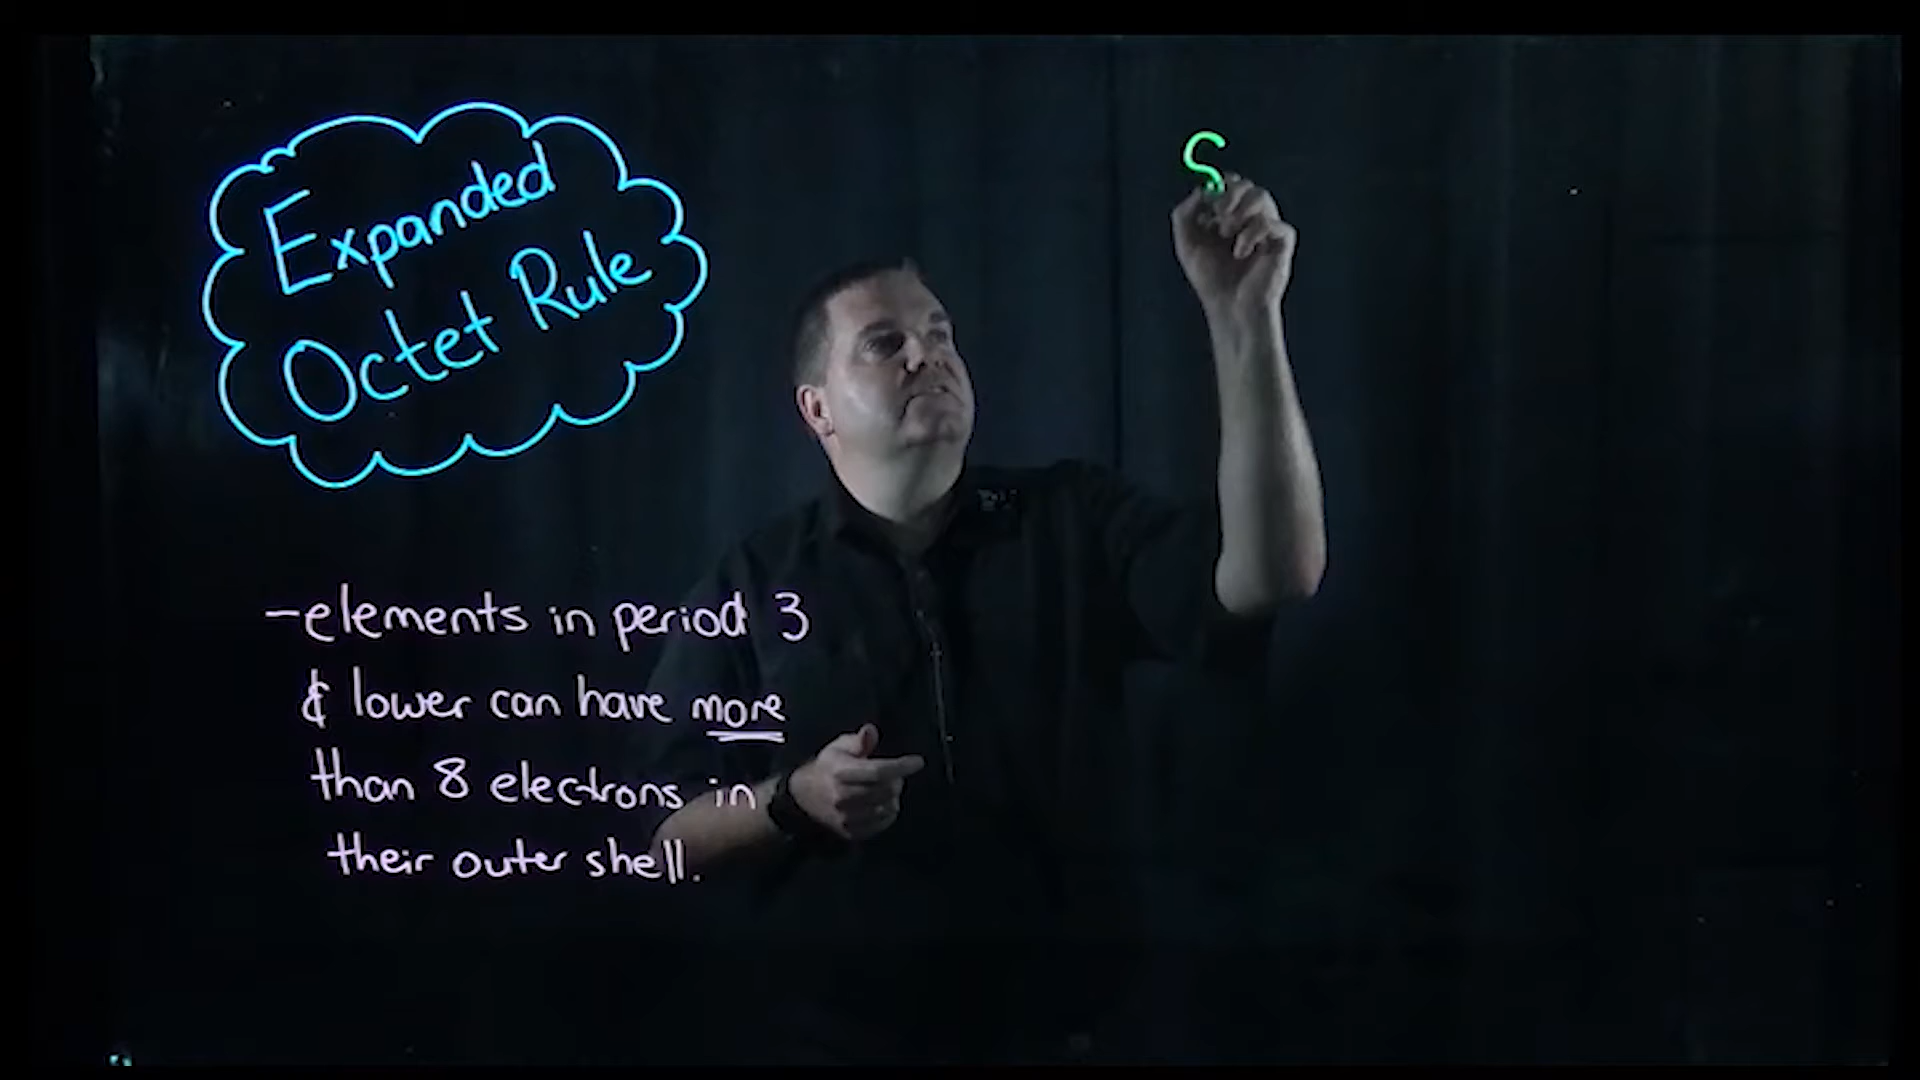 Expanded
Octet Rule
S
-elements in period 3
& lower can have more
than 8 electrons in
their outer shell.